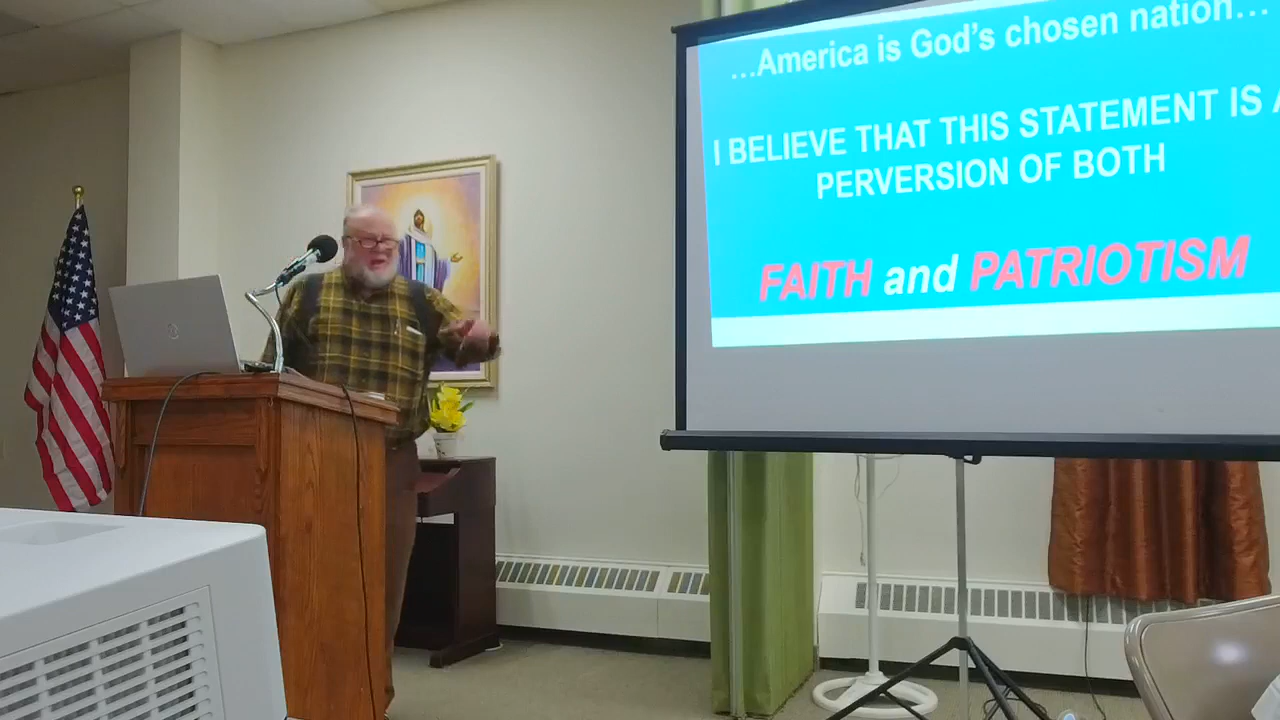 ...America is God's chosen nation...
I BELIEVE THAT THIS STATEMENT IS A
PERVERSION OF BOTH
FAITH and PATRIOTISM